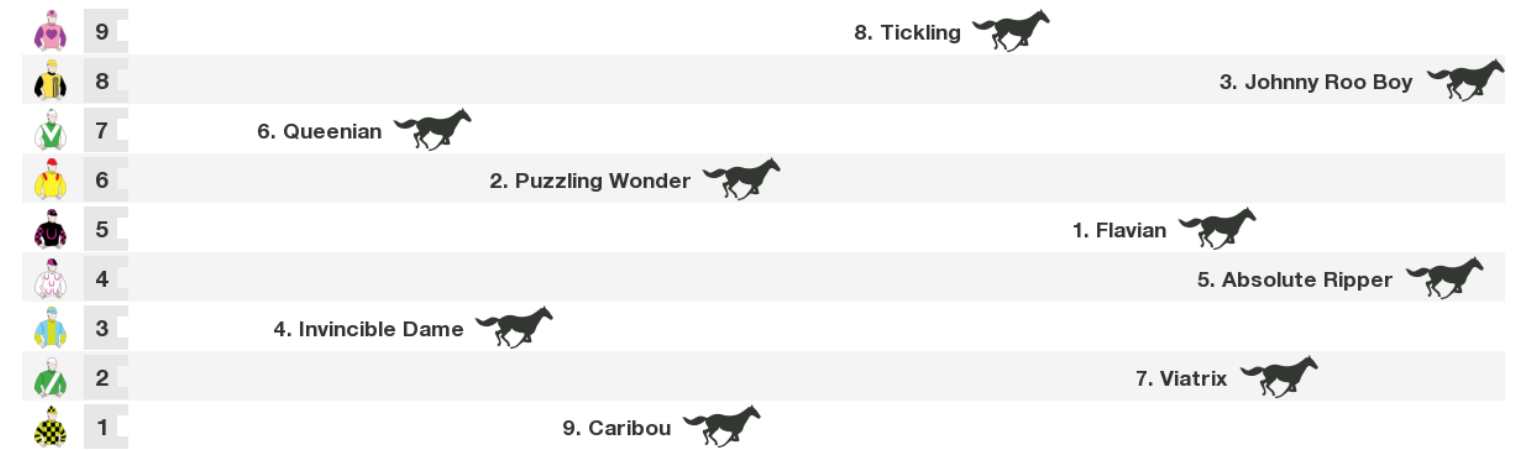 9 8. Tickling
8 3. Johnny Roo Boy
7 6. Queenian
6 2. Puzzling Wonder
5 1. Flavian
4 5. Absolute Ripper
3 4. Invincible Dame
2 7. Viatrix
1 9. Caribou